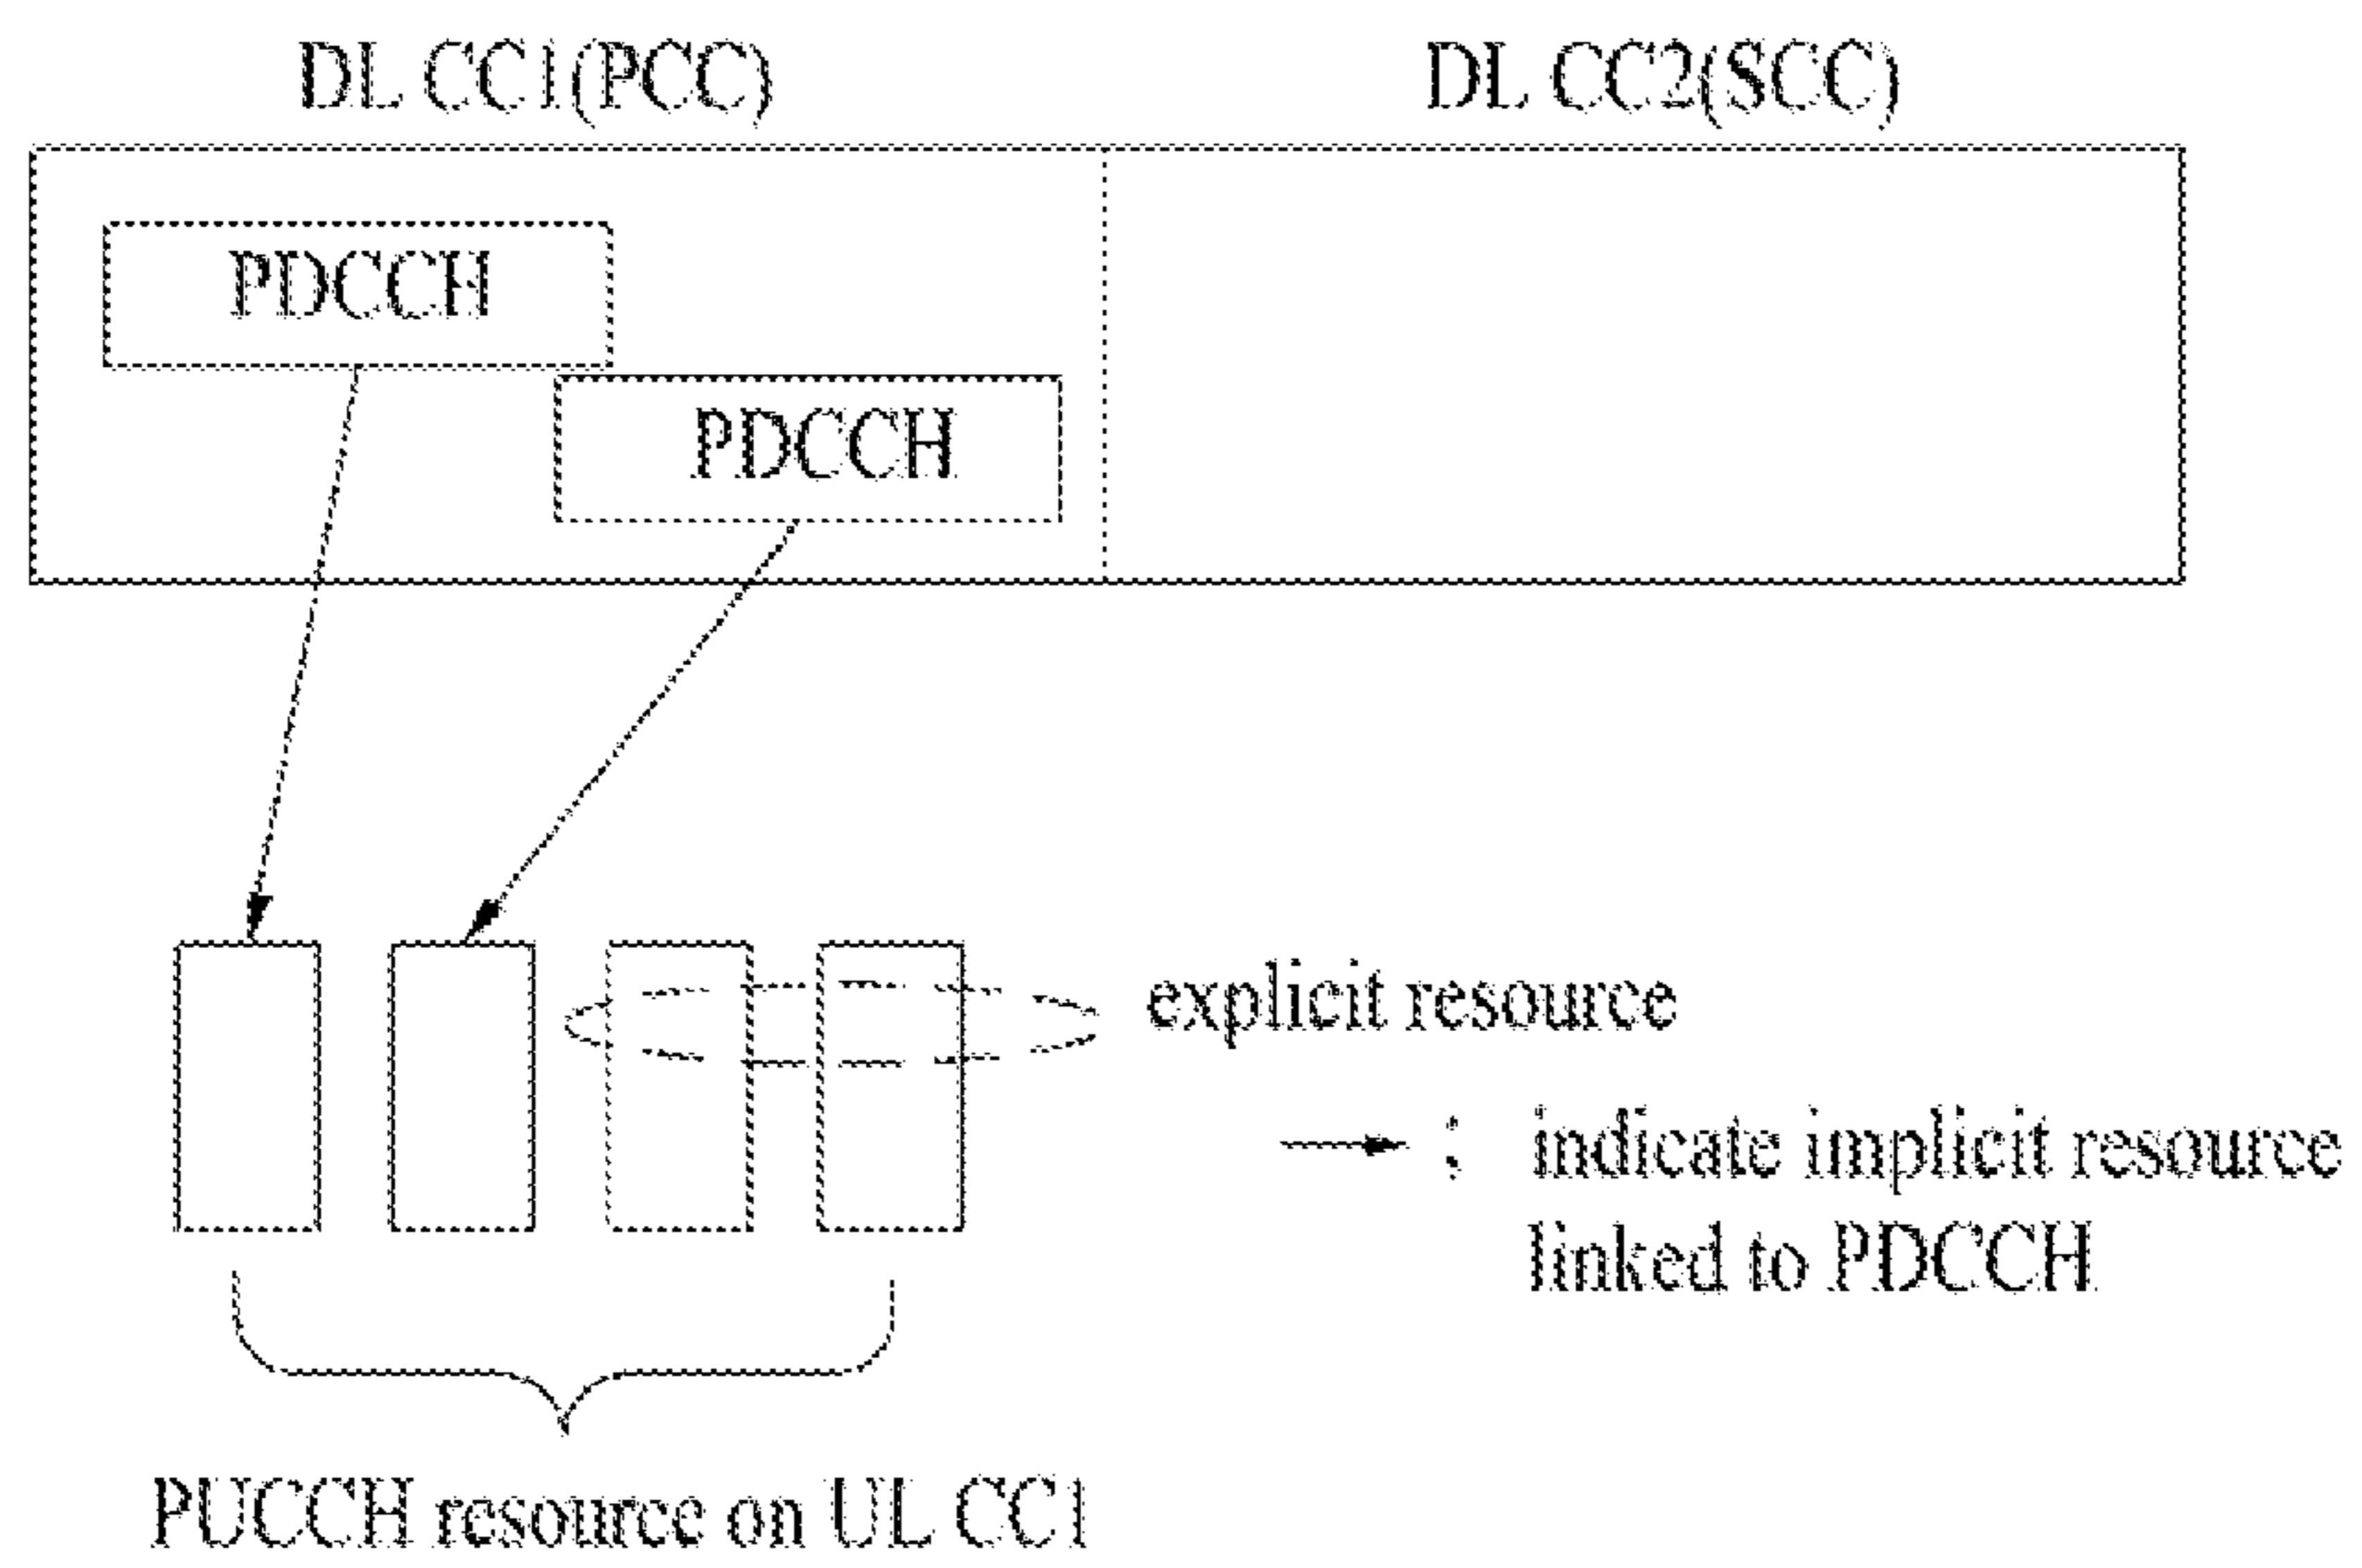 DL CC1(PCC)
DL CC2(SCC)
PDCCH
PDCCH
explicit resource
: indicate implicit resource
linked to PDCCH
PUCCH resource on UL CC1